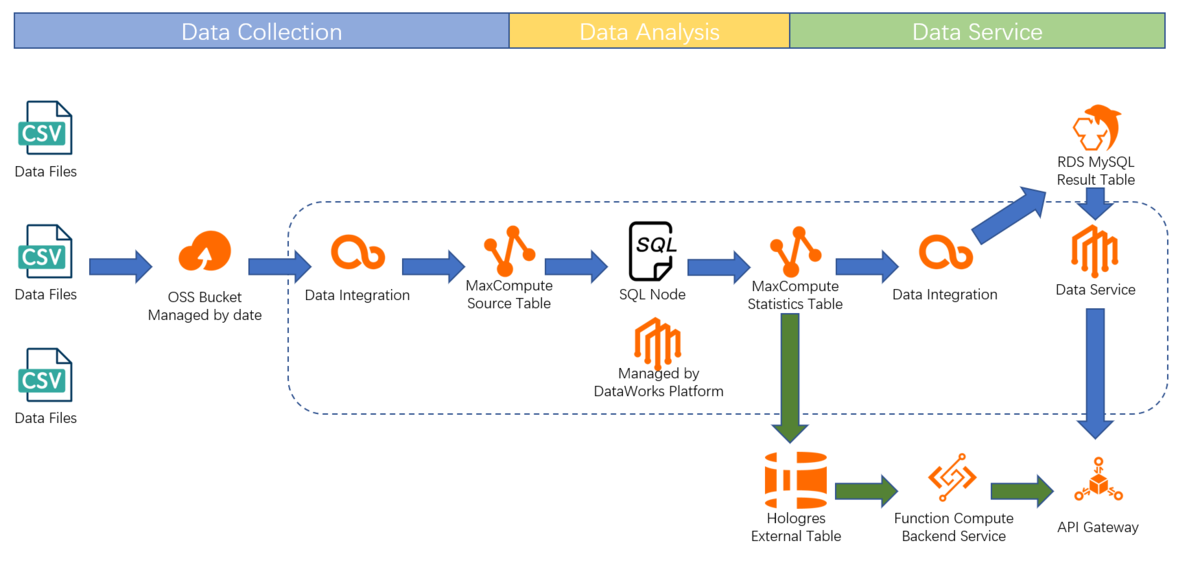 Data Collection
Data Analysis
Data Service
CSV
Data Files
CSV
Data Files
CSV
Data Files
OSS Bucket
Managed by date
Data Integration
MaxCompute
Source Table
SQL
SQL Node
Managed by
DataWorks Platform
MaxCompute
Statistics Table
Data Integration
RDS MySQL
Result Table
Data Service
Hologres
External Table
Function Compute
Backend Service
API Gateway